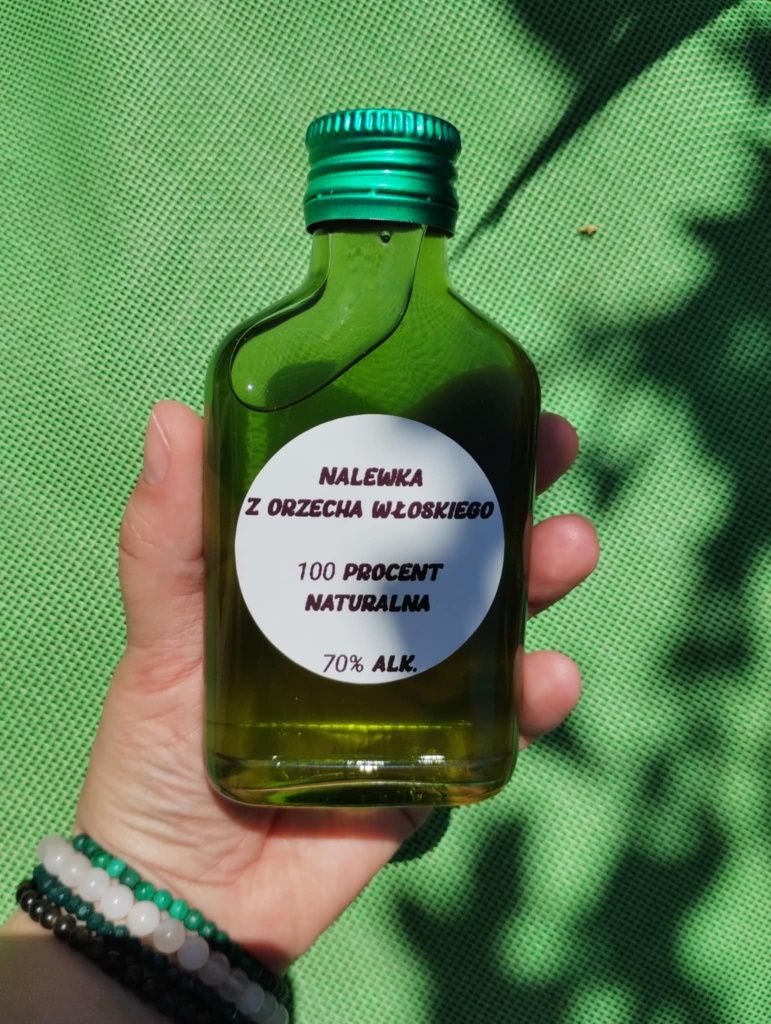 NALEWKA
Z ORZECHA WŁOSKIEGO
100 PROCENT
NATURALNA
70% ALK.